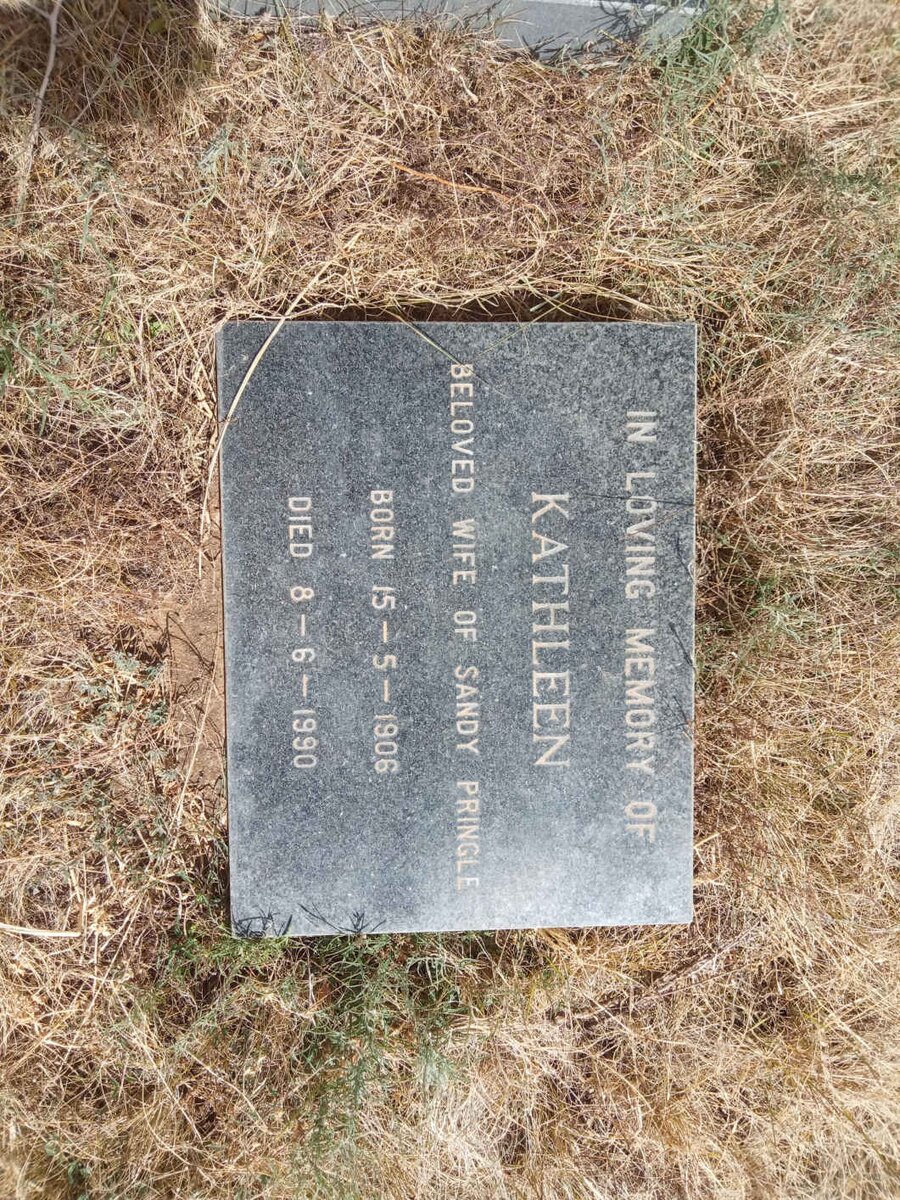 IN LOVING MEMORY OF
KATHLEEN
BELOVED WIFE OF SANDY PRINGLE
BORN 15-5-1906
DIED 8-6-1990